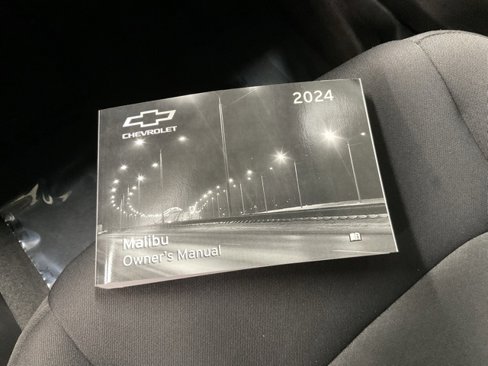 2024
CHEVROLET
Malibu
Owner's Manual